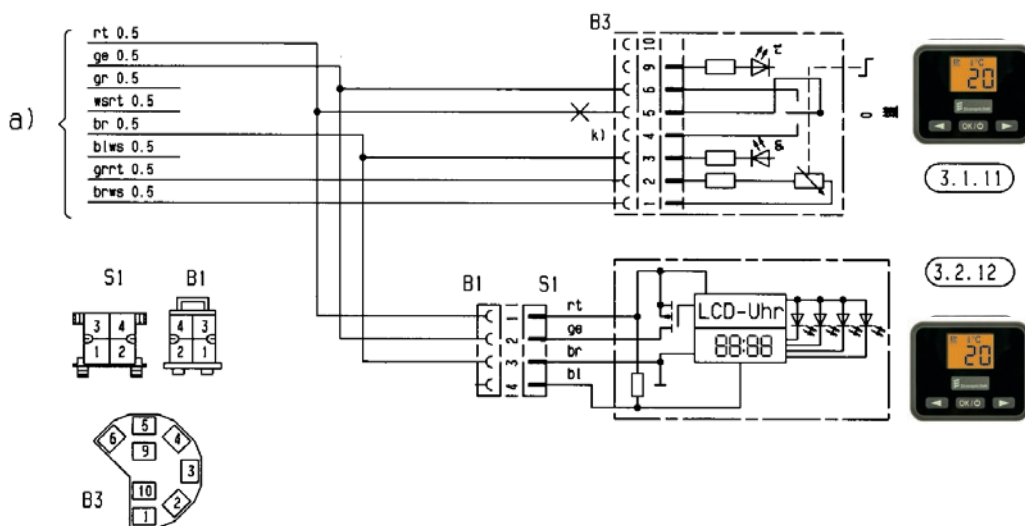 rt 0.5
ge 0.5
gr 0.5
wsrt 0.5
br 0.5
blws 0.5
grrt 0.5
brws 0.5
a)
B3
10
9
6
5
4
3
2
1
k)
0
1°C
20
OK/
3.1.11
3.2.12
1°C
20
OK/
S1
3 4
1 2
B1
4 3
2 1
B1
S1
1
2
3
4
rt
ge
br
bl
LCD-Uhr
88:88
5
6
4
9
3
10
2
1
B3